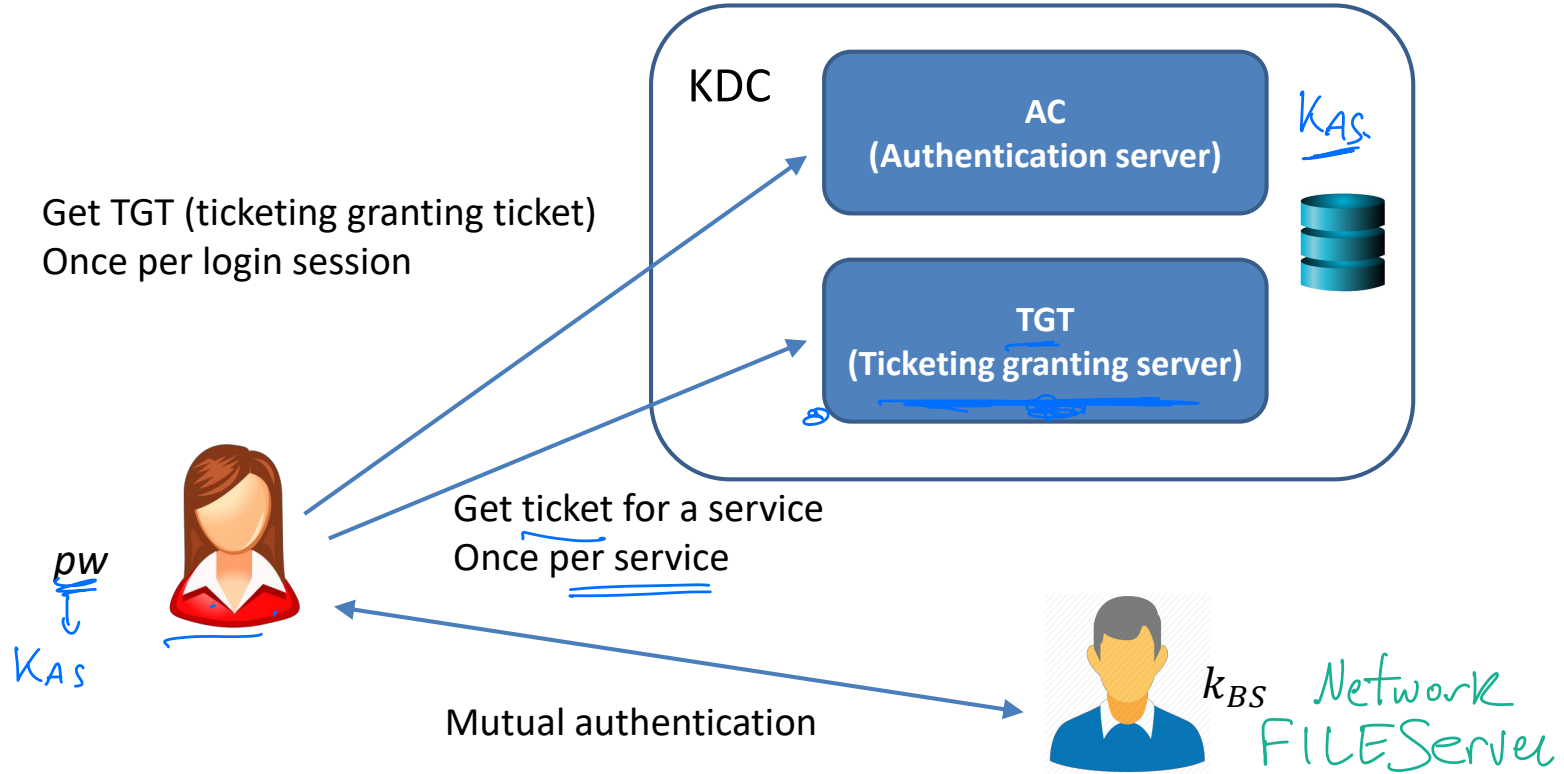 KDC
AC
(Authentication server)
KAS
Get TGT (ticketing granting ticket)
Once per login session
TGT
(Ticketing granting server)
Get ticket for a service
Once per service
pw
KAS
Mutual authentication
k_BS
Network
FILEServer